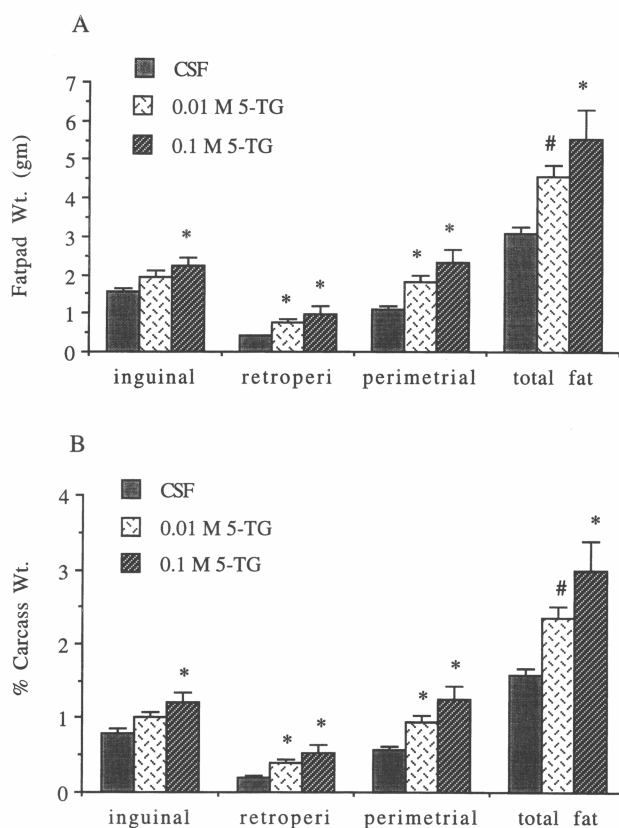 A
CSF
0.01 M 5-TG
0.1 M 5-TG
Fatpad Wt. (gm)
7
6
5
4
3
2
1
0
*
* *
* *
# *
inguinal retroperi perimetrial total fat
B
CSF
0.01 M 5-TG
0.1 M 5-TG
% Carcass Wt.
4
3
2
1
0
*
* *
* *
# *
inguinal retroperi perimetrial total fat